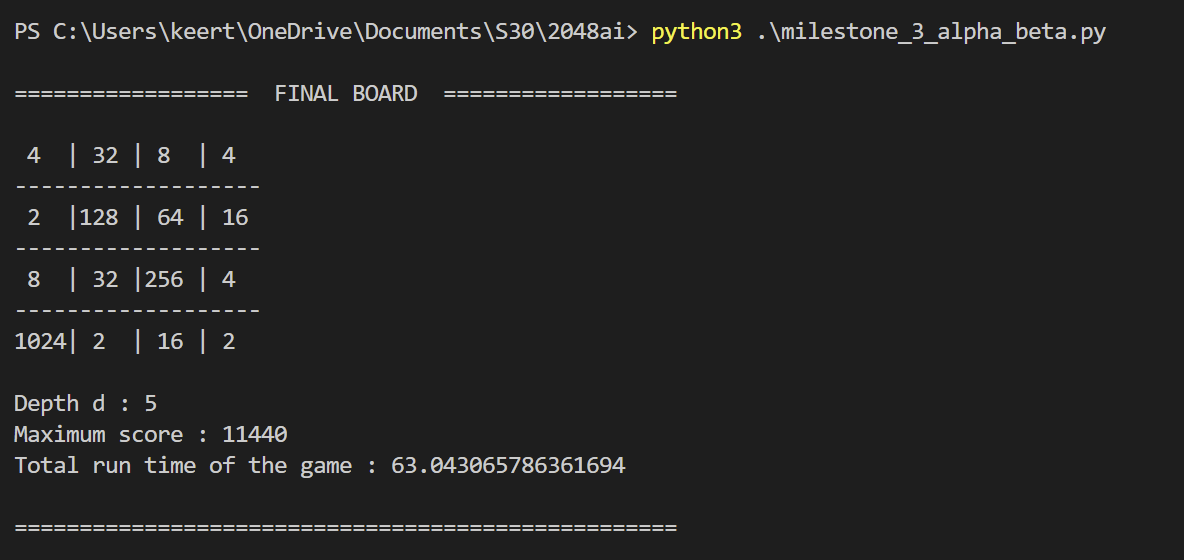 PS C:\Users\keert\OneDrive\Documents\S30\2048ai> python3 .\milestone_3_alpha_beta.py
================== FINAL BOARD ==================
4 | 32 | 8 | 4
-------------------
2 |128 | 64 | 16
-------------------
8 | 32 |256 | 4
-------------------
1024| 2 | 16 | 2
Depth d : 5
Maximum score : 11440
Total run time of the game : 63.043065786361694
===================================================